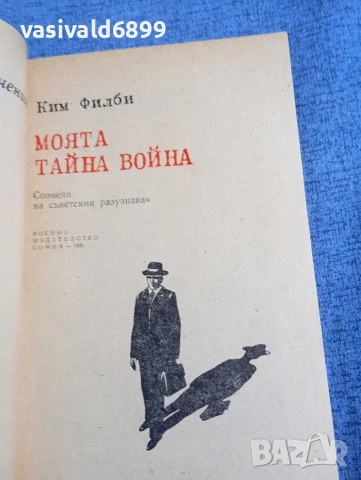 vasivald6899
Ким Филби
МОЯТА
ТАЙНА ВОЙНА
Спомени
на съветския разузнавач
ВОЕННО
ИЗДАТЕЛСТВО
СОФИЯ —
BAZAR